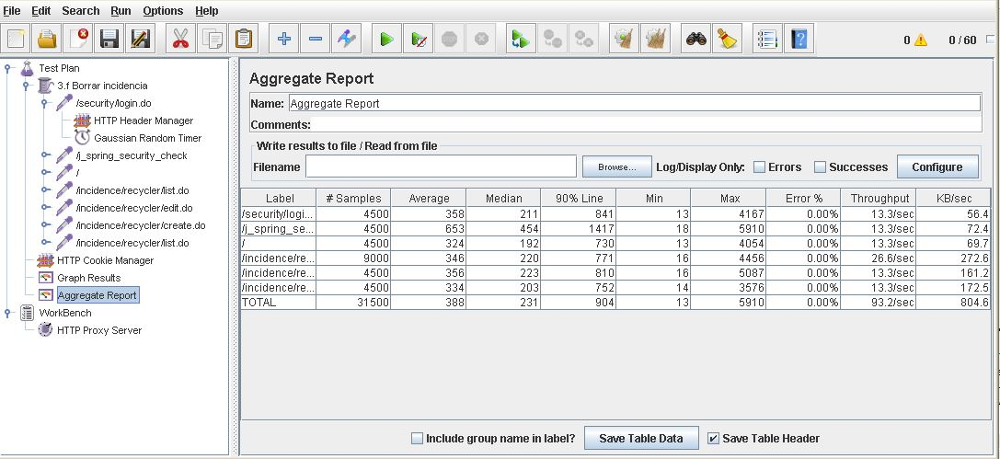 File Edit Search Run Options Help
0 0 / 60
Test Plan
3.f Borrar incidencia
/security/login.do
HTTP Header Manager
Gaussian Random Timer
/j_spring_security_check
/
/incidence/recycler/list.do
/incidence/recycler/edit.do
/incidence/recycler/create.do
/incidence/recycler/list.do
HTTP Cookie Manager
Graph Results
Aggregate Report
WorkBench
HTTP Proxy Server
Aggregate Report
Name: Aggregate Report
Comments:
Write results to file / Read from file
Filename Browse... Log/Display Only: Errors Successes Configure
Label # Samples Average Median 90% Line Min Max Error % Throughput KB/sec
/security/logi... 4500 358 211 841 13 4167 0.00% 13.3/sec 56.4
/j_spring_se... 4500 653 454 1417 18 5910 0.00% 13.3/sec 72.4
/ 4500 324 192 730 13 4054 0.00% 13.3/sec 69.7
/incidence/re... 9000 346 220 771 16 4456 0.00% 26.6/sec 272.6
/incidence/re... 4500 356 223 810 16 5087 0.00% 13.3/sec 161.2
/incidence/re... 4500 334 203 752 14 3576 0.00% 13.3/sec 172.5
TOTAL 31500 388 231 904 13 5910 0.00% 93.2/sec 804.6
Include group name in label? Save Table Data Save Table Header